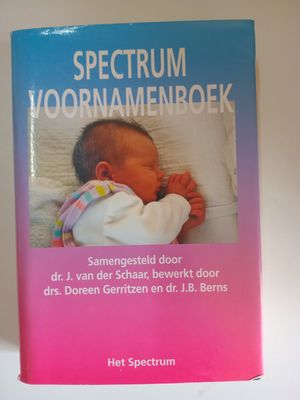 SPECTRUM
VOORNAMENBOEK
Samengesteld door
dr. J. van der Schaar, bewerkt door
drs. Doreen Gerritzen en dr. J.B. Berns
Het Spectrum